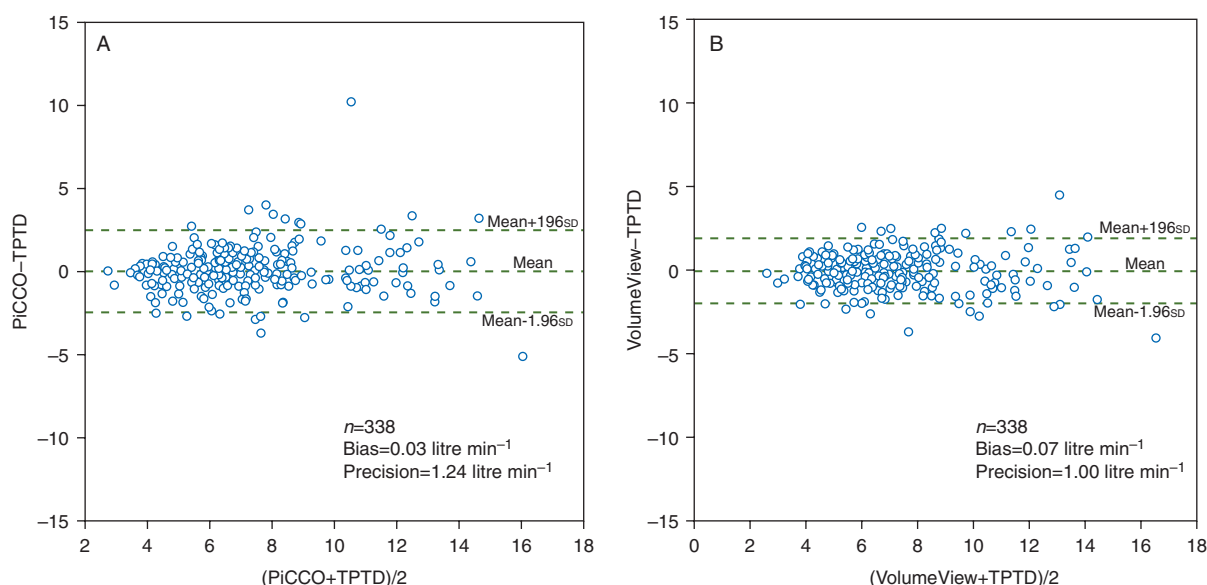 A
15
10
5
0
−5
−10
−15
PiCCO–TPTD
Mean+196SD
Mean
Mean-1.96SD
n=338
Bias=0.03 litre min−1
Precision=1.24 litre min−1
2 4 6 8 10 12 14 16 18
(PiCCO+TPTD)/2
B
15
10
5
0
−5
−10
−15
VolumeView–TPTD
Mean+196SD
Mean
Mean-1.96SD
n=338
Bias=0.07 litre min−1
Precision=1.00 litre min−1
2 4 6 8 10 12 14 16 18
(VolumeView+TPTD)/2